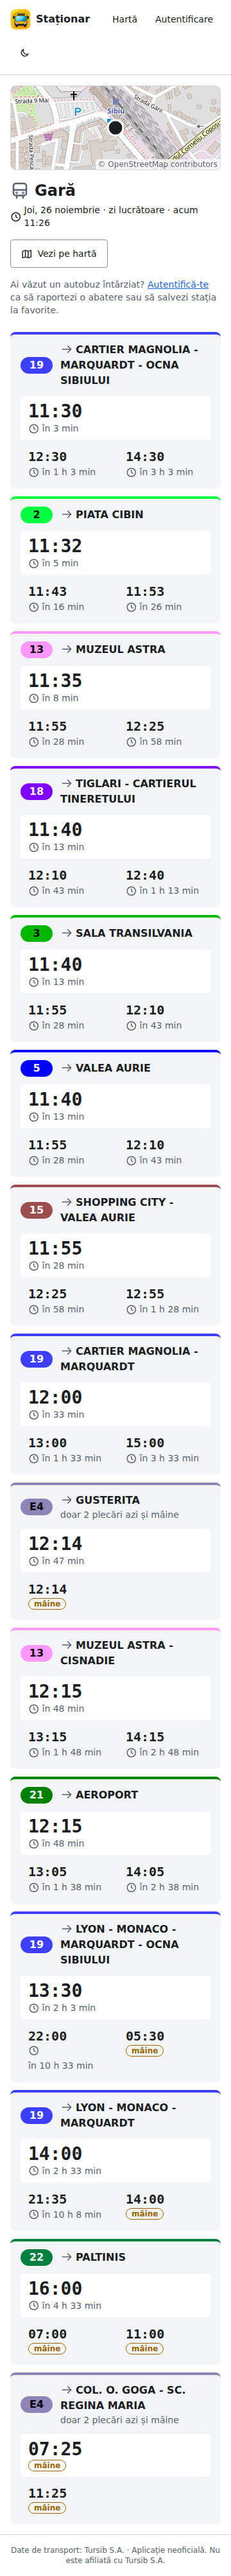 Staționar
Hartă
Autentificare
Strada 9 Mai
Sibiu
Strada Gării
© OpenStreetMap contributors
Gară
Joi, 26 noiembrie · zi lucrătoare · acum
11:26
Vezi pe hartă
Ai văzut un autobuz întârziat? Autentifică-te
ca să raportezi o abatere sau să salvezi stația
la favorite.
19
→ CARTIER MAGNOLIA -
MARQUARDT - OCNA
SIBIULUI
11:30
în 3 min
12:30 14:30
în 1 h 3 min în 3 h 3 min
2 → PIATA CIBIN
11:32
în 5 min
11:43 11:53
în 16 min în 26 min
13 → MUZEUL ASTRA
11:35
în 8 min
11:55 12:25
în 28 min în 58 min
18 → TIGLARI - CARTIERUL
TINERETULUI
11:40
în 13 min
12:10 12:40
în 43 min în 1 h 13 min
3 → SALA TRANSILVANIA
11:40
în 13 min
11:55 12:10
în 28 min în 43 min
5 → VALEA AURIE
11:40
în 13 min
11:55 12:10
în 28 min în 43 min
15 → SHOPPING CITY -
VALEA AURIE
11:55
în 28 min
12:25 12:55
în 58 min în 1 h 28 min
19 → CARTIER MAGNOLIA -
MARQUARDT
12:00
în 33 min
13:00 15:00
în 1 h 33 min în 3 h 33 min
E4 → GUSTERITA
doar 2 plecări azi și mâine
12:14
în 47 min
12:14
mâine
13 → MUZEUL ASTRA -
CISNADIE
12:15
în 48 min
13:15 14:15
în 1 h 48 min în 2 h 48 min
21 → AEROPORT
12:15
în 48 min
13:05 14:05
în 1 h 38 min în 2 h 38 min
19
→ LYON - MONACO -
MARQUARDT - OCNA
SIBIULUI
13:30
în 2 h 3 min
22:00 05:30
în 10 h 33 min mâine
19 → LYON - MONACO -
MARQUARDT
14:00
în 2 h 33 min
21:35 14:00
în 10 h 8 min mâine
22 → PALTINIS
16:00
în 4 h 33 min
07:00 11:00
mâine mâine
E4 → COL. O. GOGA - SC.
REGINA MARIA
doar 2 plecări azi și mâine
07:25
mâine
11:25
mâine
Date de transport: Tursib S.A. · Aplicație neoficială. Nu
este afiliată cu Tursib S.A.